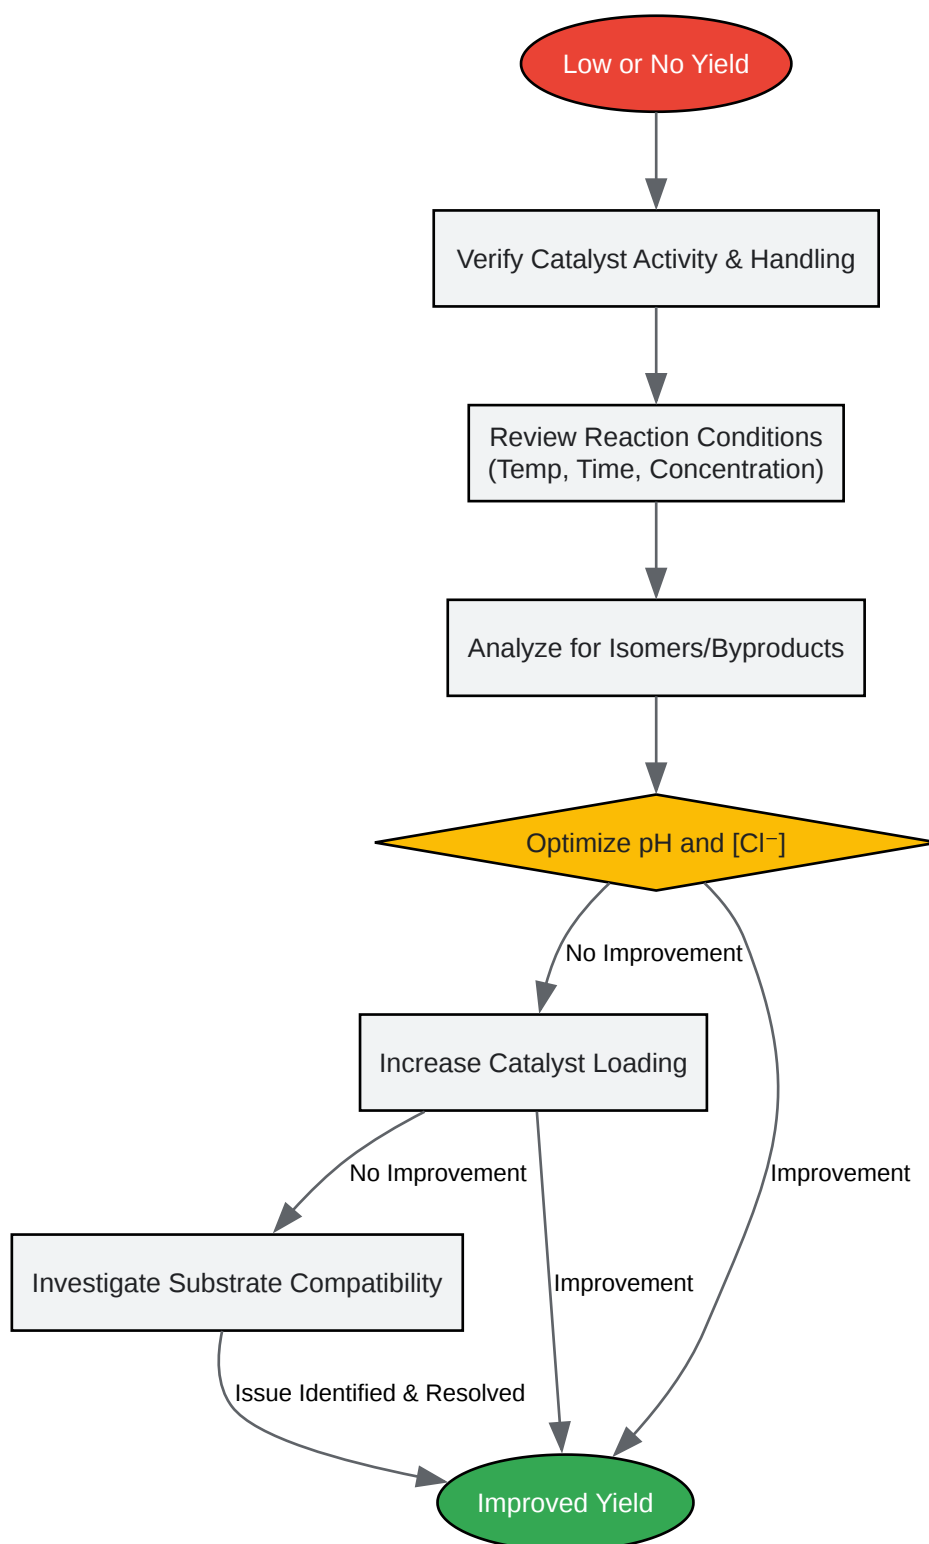 Low or No Yield
Verify Catalyst Activity & Handling
Review Reaction Conditions
(Temp, Time, Concentration)
Analyze for Isomers/Byproducts
Optimize pH and [Cl⁻]
No Improvement
Increase Catalyst Loading
No Improvement
Improvement
Investigate Substrate Compatibility
Improvement
Issue Identified & Resolved
Improved Yield